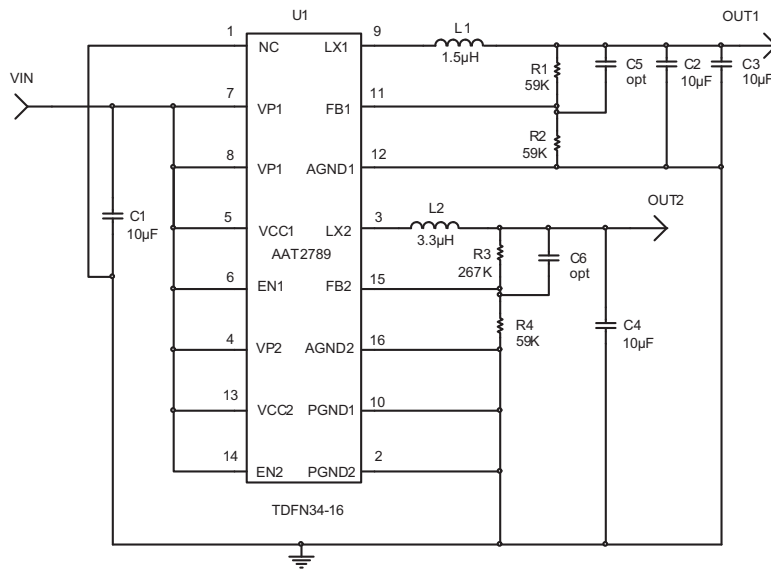 U1
OUT1
1
NC
LX1
9
L1
1.5µH
VIN
R1
59K
C5
opt
C2
10µF
C3
10µF
7
VP1
FB1
11
R2
59K
8
VP1
AGND1
12
C1
10µF
5
VCC1
LX2
3
L2
3.3µH
OUT2
AAT2789
R3
267K
C6
opt
6
EN1
FB2
15
R4
59K
C4
10µF
4
VP2
AGND2
16
13
VCC2
PGND1
10
14
EN2
PGND2
2
TDFN34-16